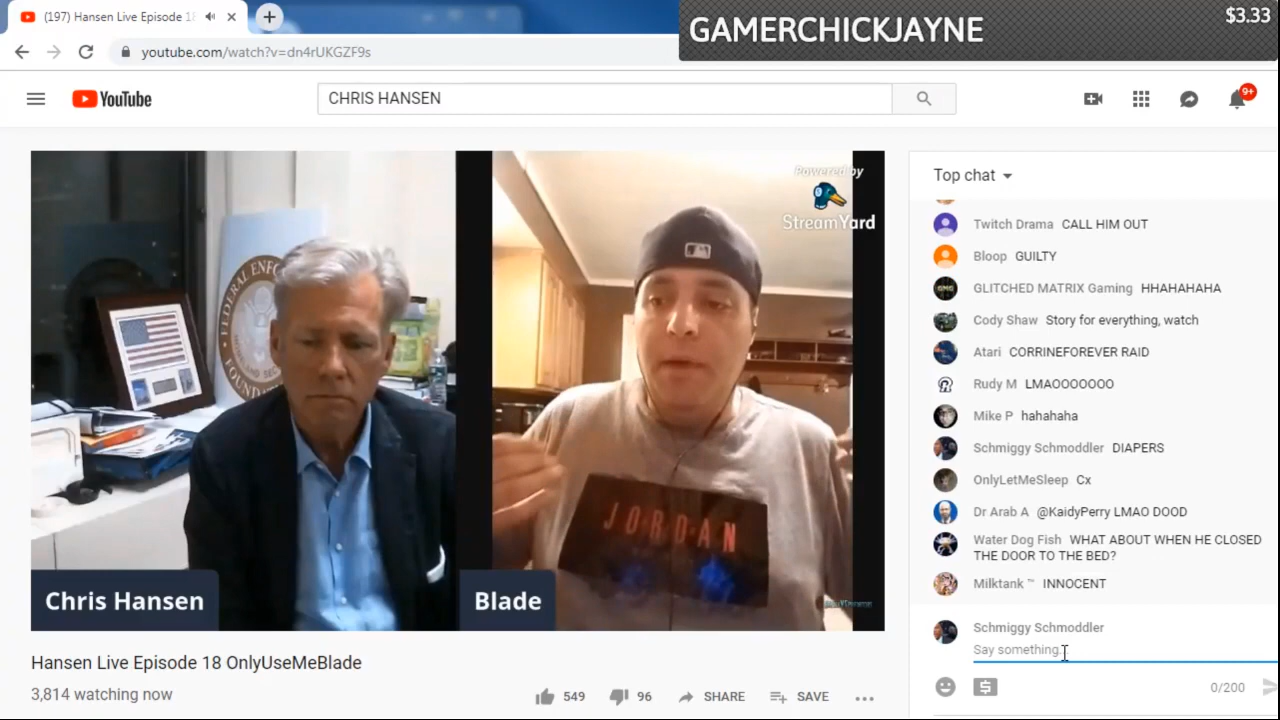 (197) Hansen Live Episode 1
GAMERCHICKJAYNE
$3.33
youtube.com/watch?v=dn4rUKGZF9s
YouTube
CHRIS HANSEN
9+
Powered by
StreamYard
FEDERAL ENFO
FOUNDA
JORDAN
Chris Hansen
Blade
Hansen Live Episode 18 OnlyUseMeBlade
3,814 watching now
549
96
SHARE
SAVE
Top chat
Twitch Drama CALL HIM OUT
Bloop GUILTY
GLITCHED MATRIX Gaming HHAHAHAHA
Cody Shaw Story for everything, watch
Atari CORRINEFOREVER RAID
Rudy M LMAOOOOOOO
Mike P hahahaha
Schmiggy Schmoddler DIAPERS
OnlyLetMeSleep Cx
Dr Arab A @KaidyPerry LMAO DOOD
Water Dog Fish WHAT ABOUT WHEN HE CLOSED
THE DOOR TO THE BED?
Milktank ™ INNOCENT
Schmiggy Schmoddler
Say something...
0/200